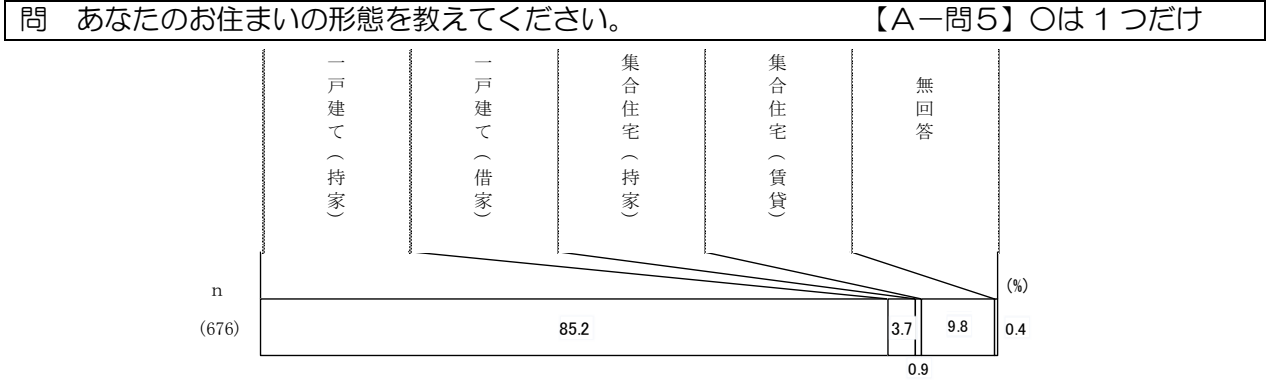 問　あなたのお住まいの形態を教えてください。　【A－問5】〇は１つだけ
一戸建て（持家）
一戸建て（借家）
集合住宅（持家）
集合住宅（賃貸）
無回答
n
(%)
(676)
85.2
3.7
9.8
0.4
0.9